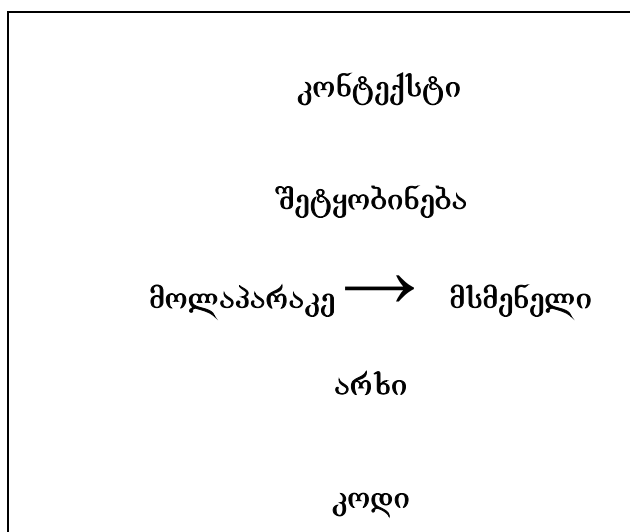 კონტექსტი
შეტყობინება
მოლაპარაკე → მსმენელი
არხი
კოდი